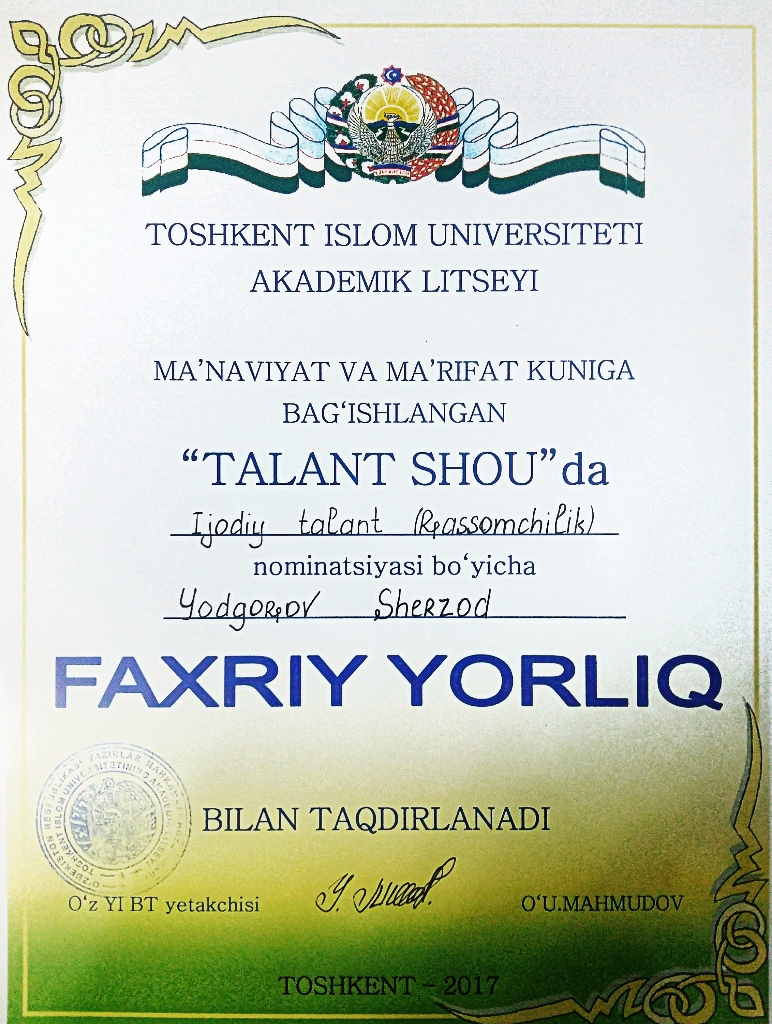 TOSHKENT ISLOM UNIVERSITETI
AKADEMIK LITSEYI
MA’NAVIYAT VA MA’RIFAT KUNIGA
BAG‘ISHLANGAN
“TALANT SHOU”da
Ijodiy talant (Rassomchilik)
nominatsiyasi bo‘yicha
Yodgorov Sherzod
FAXRIY YORLIQ
BILAN TAQDIRLANADI
O‘z YI BT yetakchisi
O‘U.MAHMUDOV
TOSHKENT – 2017